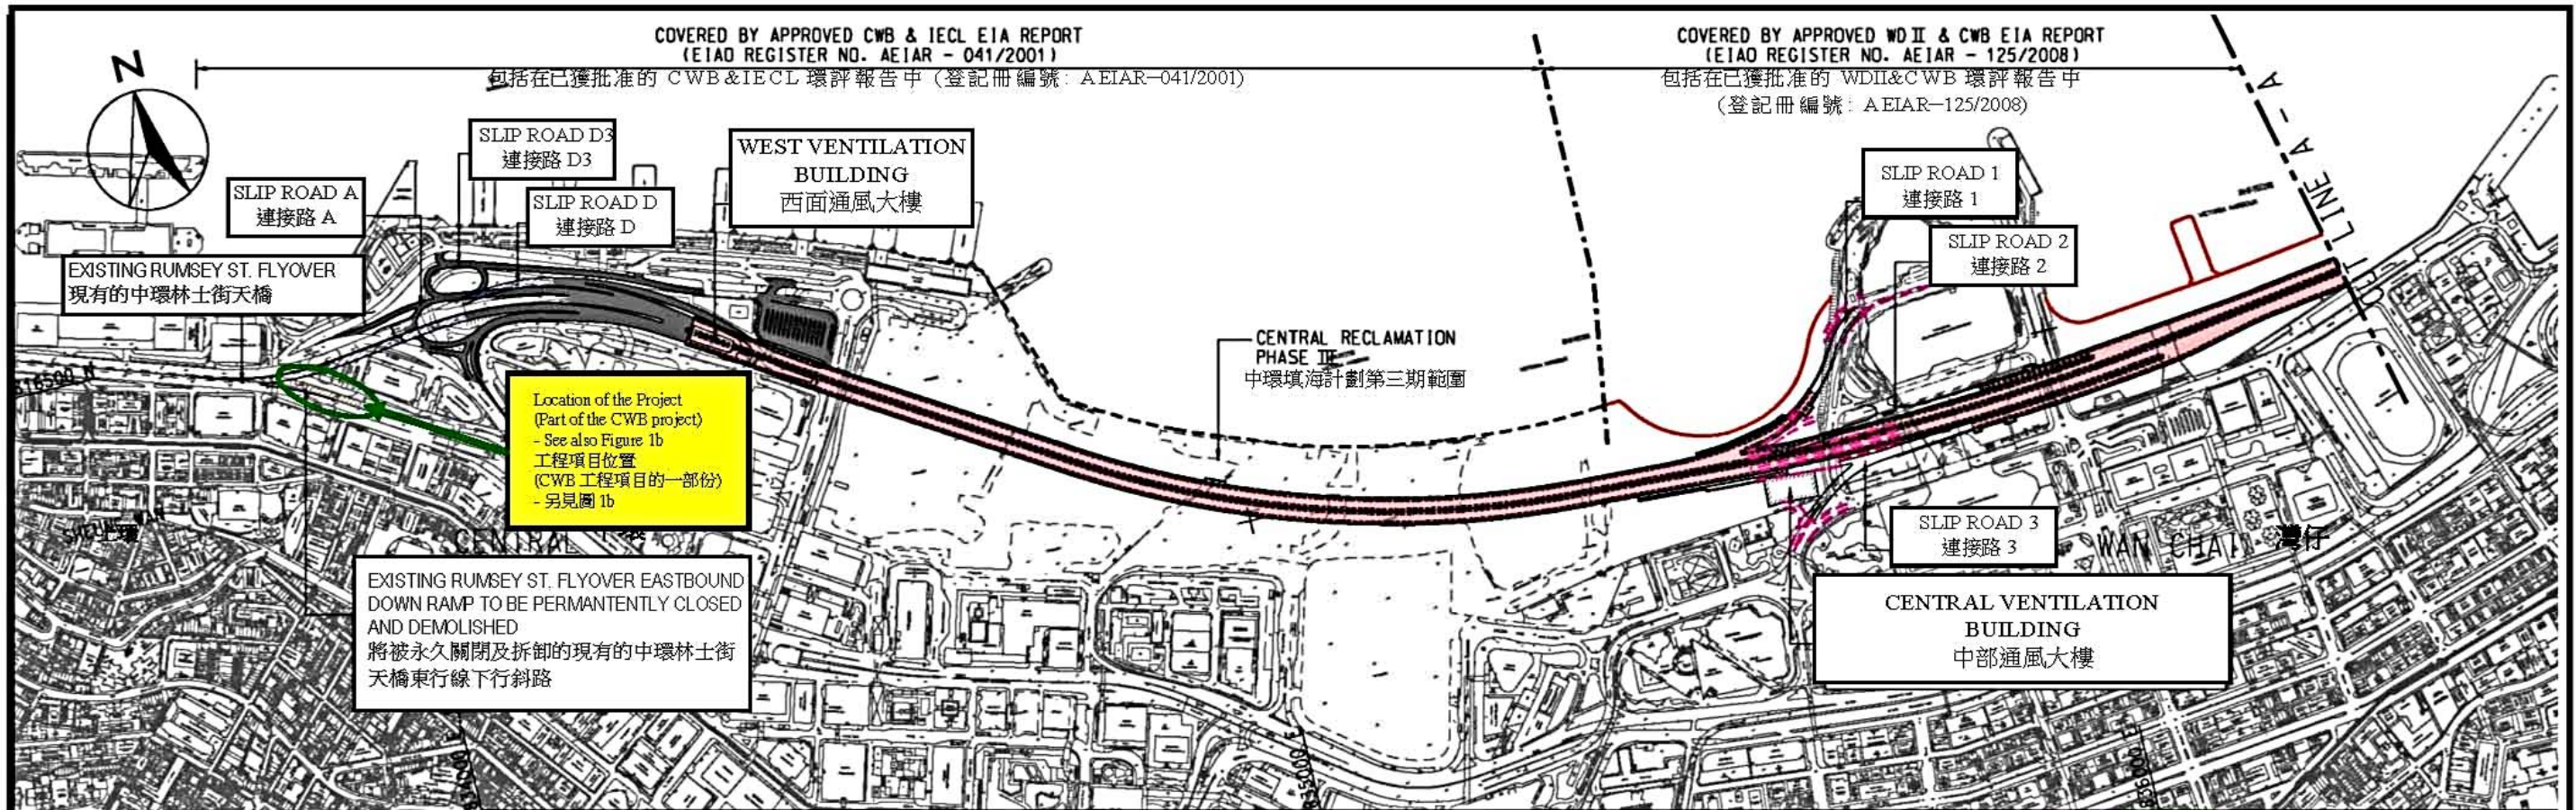 COVERED BY APPROVED CWB & IECL EIA REPORT
(EIAO REGISTER NO. AEIAR - 041/2001)
包括在已獲批准的 CWB&IECL 環評報告中 (登記冊編號: AEIAR-041/2001)
COVERED BY APPROVED WDII & CWB EIA REPORT
(EIAO REGISTER NO. AEIAR - 125/2008)
包括在已獲批准的 WDII&CWB 環評報告中
(登記冊編號: AEIAR-125/2008)
N
SLIP ROAD D3
連接路 D3
WEST VENTILATION
BUILDING
西面通風大樓
SLIP ROAD A
連接路 A
SLIP ROAD D
連接路 D
SLIP ROAD 1
連接路 1
SLIP ROAD 2
連接路 2
CUT LINE A - A
EXISTING RUMSEY ST. FLYOVER
現有的中環林士街天橋
CENTRAL RECLAMATION
PHASE III
中環填海計劃第三期範圍
816500 N
Location of the Project
(Part of the CWB project)
- See also Figure 1b
工程項目位置
(CWB 工程項目的一部份)
- 另見圖 1b
SHEUNG WAN
上環
CENTRAL 中環
SLIP ROAD 3
連接路 3
WAN CHAI 灣仔
EXISTING RUMSEY ST. FLYOVER EASTBOUND
DOWN RAMP TO BE PERMANTENTLY CLOSED
AND DEMOLISHED
將被永久關閉及拆卸的現有的中環林士街
天橋東行線下行斜路
CENTRAL VENTILATION
BUILDING
中部通風大樓
835000 E